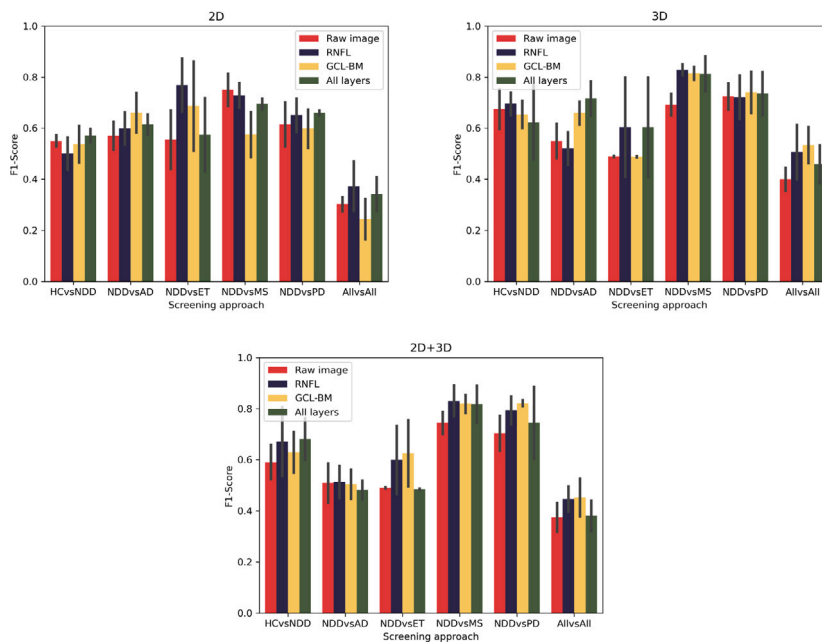 2D
1.0
0.8
0.6
0.4
0.2
0.0
F1-Score
Raw image
RNFL
GCL-BM
All layers
HCvsNDD NDDvsAD NDDvsET NDDvsMS NDDvsPD AllvsAll
Screening approach
3D
1.0
0.8
0.6
0.4
0.2
0.0
F1-Score
Raw image
RNFL
GCL-BM
All layers
HCvsNDD NDDvsAD NDDvsET NDDvsMS NDDvsPD AllvsAll
Screening approach
2D+3D
1.0
0.8
0.6
0.4
0.2
0.0
F1-Score
Raw image
RNFL
GCL-BM
All layers
HCvsNDD NDDvsAD NDDvsET NDDvsMS NDDvsPD AllvsAll
Screening approach